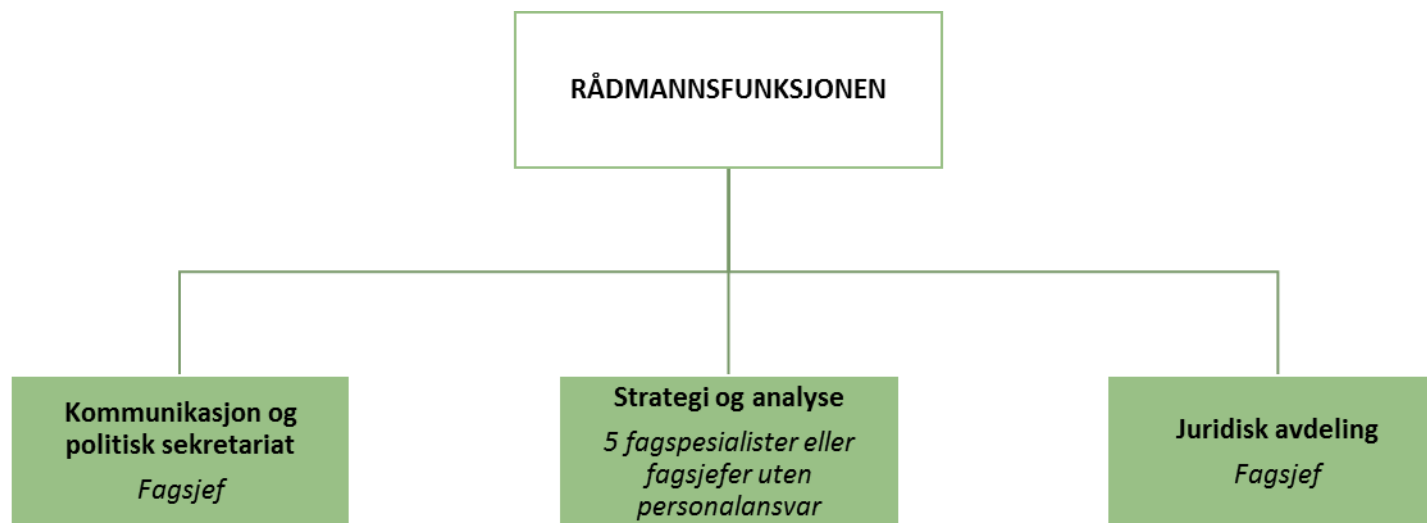 RÅDMANNSFUNKSJONEN
Kommunikasjon og
politisk sekretariat
Fagsjef
Strategi og analyse
5 fagspesialister eller
fagsjefer uten
personalansvar
Juridisk avdeling
Fagsjef